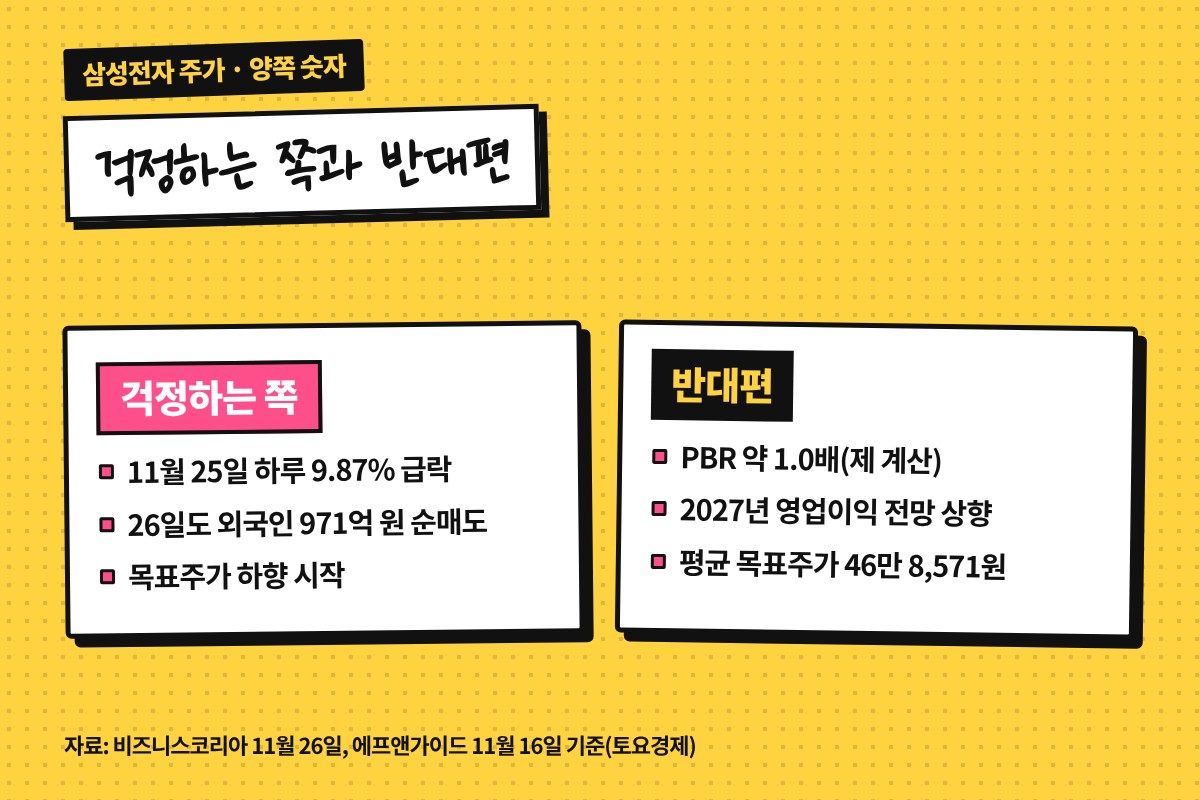 삼성전자 주가 · 양쪽 숫자
걱정하는 쪽과 반대편
걱정하는 쪽
11월 25일 하루 9.87% 급락
26일도 외국인 971억 원 순매도
목표주가 하향 시작
반대편
PBR 약 1.0배(제 계산)
2027년 영업이익 전망 상향
평균 목표주가 46만 8,571원
자료: 비즈니스코리아 11월 26일, 에프앤가이드 11월 16일 기준(토요경제)